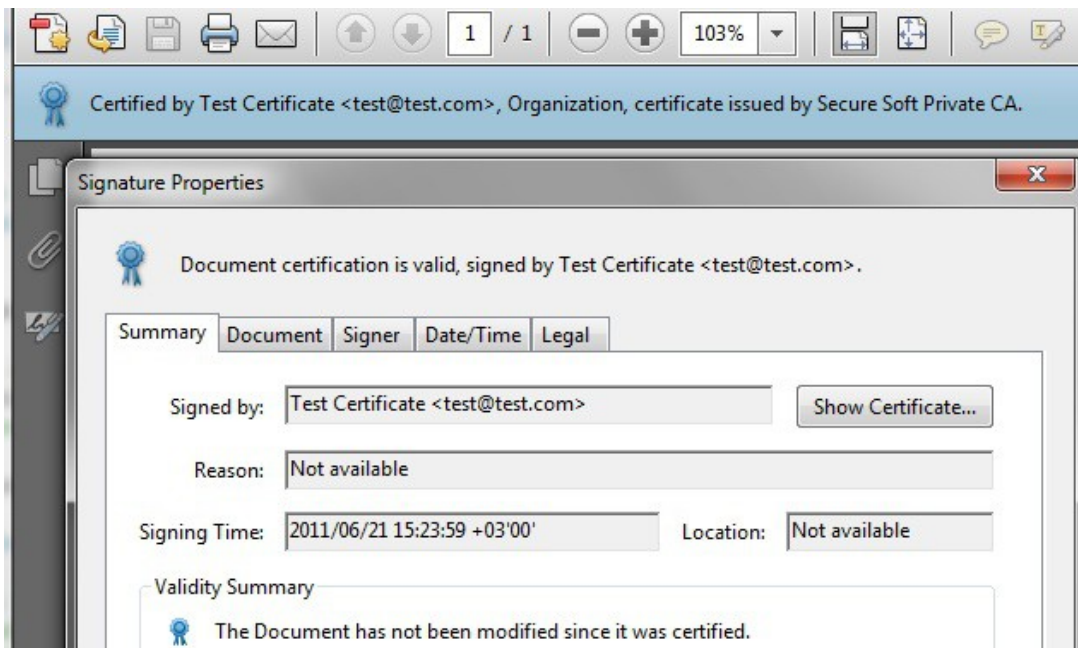 1 / 1 103%
Certified by Test Certificate <test@test.com>, Organization, certificate issued by Secure Soft Private CA.
Signature Properties
Document certification is valid, signed by Test Certificate <test@test.com>.
Summary Document Signer Date/Time Legal
Signed by: Test Certificate <test@test.com> Show Certificate...
Reason: Not available
Signing Time: 2011/06/21 15:23:59 +03'00' Location: Not available
Validity Summary
The Document has not been modified since it was certified.